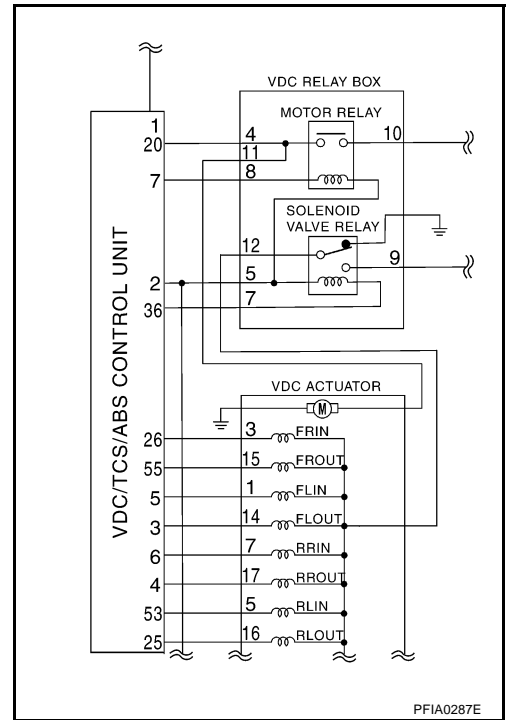 VDC RELAY BOX
MOTOR RELAY
1
20
4
10
11
7
8
SOLENOID
VALVE RELAY
12
9
2
5
36
7
VDC/TCS/ABS CONTROL UNIT
VDC ACTUATOR
M
26
3
FRIN
55
15
FROUT
5
1
FLIN
3
14
FLOUT
6
7
RRIN
4
17
RROUT
53
5
RLIN
25
16
RLOUT
PFIA0287E